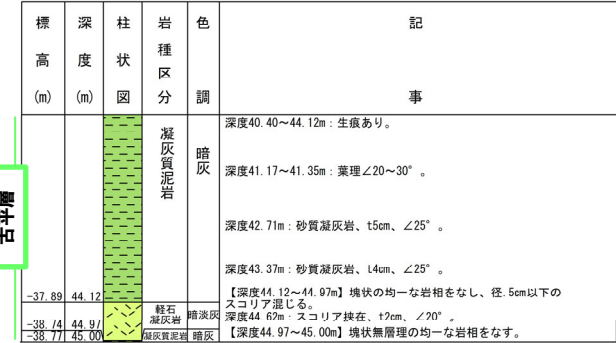 標高(m) 深度(m) 柱状図 岩種区分 色調 記事
凝灰質泥岩
暗灰
深度40.40～44.12m：生痕あり。
深度41.17～41.35m：葉理∠20～30°。
深度42.71m：砂質凝灰岩、t5cm、∠25°。
深度43.37m：砂質凝灰岩、t4cm、∠25°。
古平層
-37.89 44.12
軽石凝灰岩
暗淡灰
【深度44.12～44.97m】塊状の均一な岩相をなし、径.5cm以下の
スコリア混じる。
深度44.62m：スコリア挟在、t2cm、∠20°。
-38.74 44.97
-38.77 45.00
凝灰質泥岩 暗灰
【深度44.97～45.00m】塊状無層理の均一な岩相をなす。